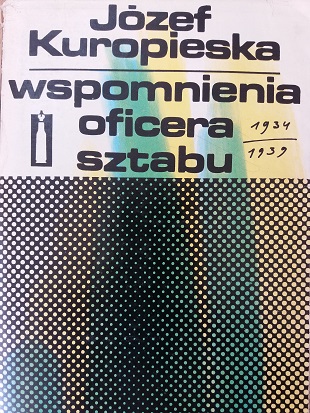 Józef
Kuropieska
wspomnienia
oficera
sztabu
1934
1939